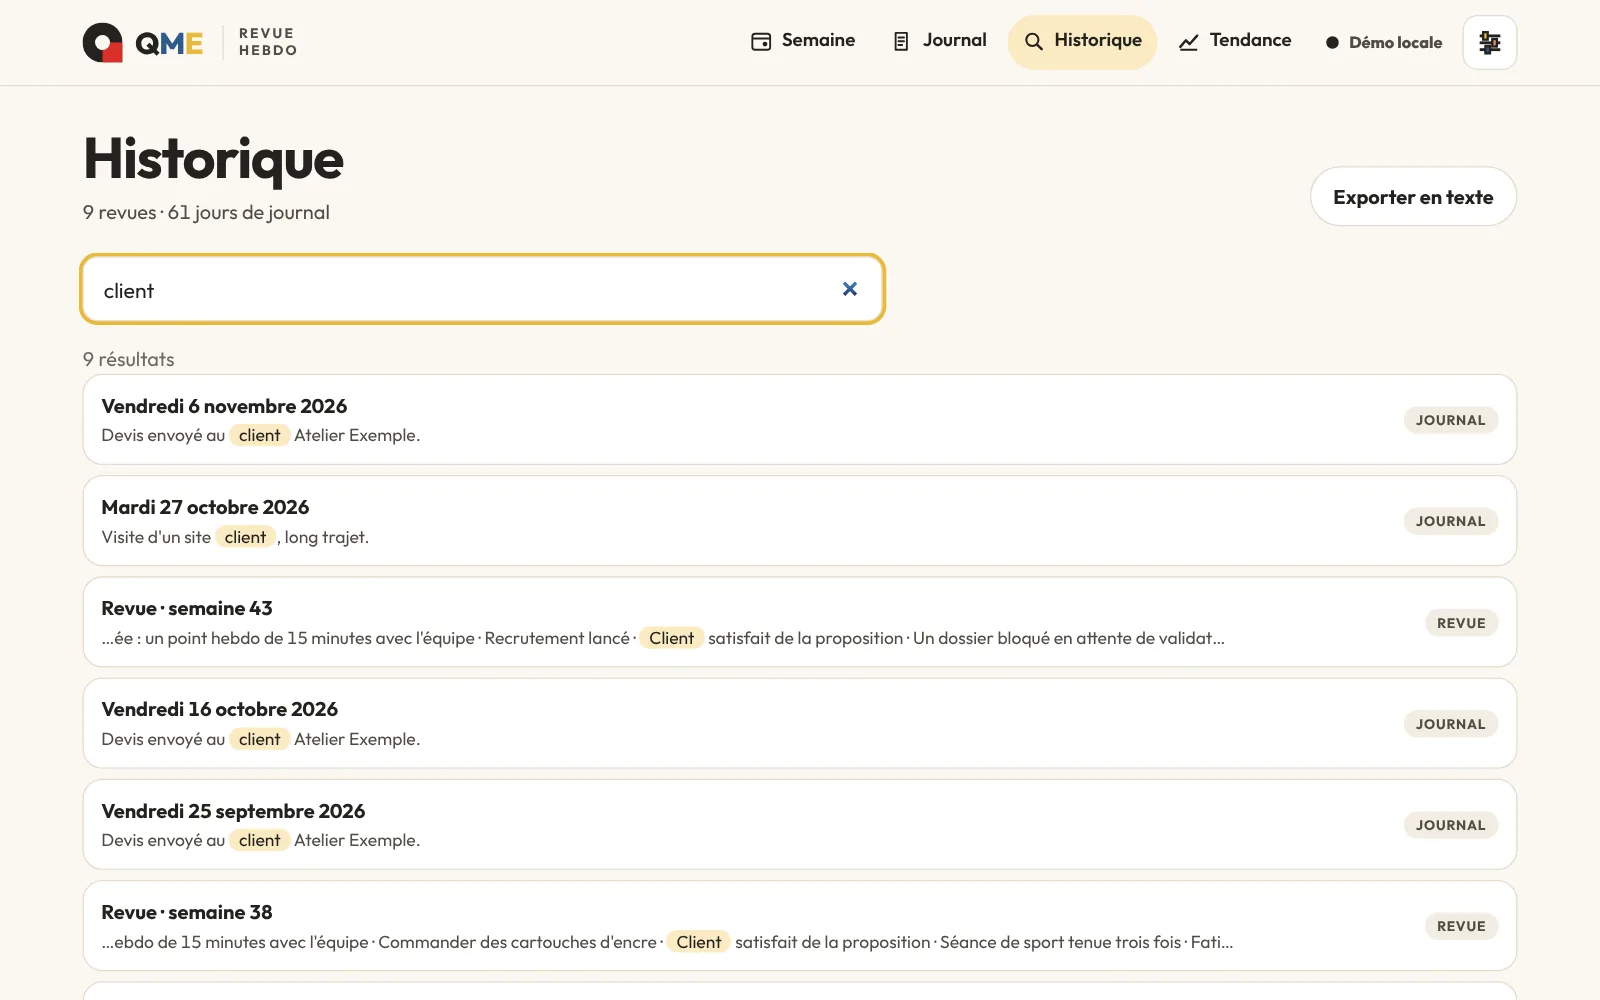 QME
REVUE
HEBDO
Semaine
Journal
Historique
Tendance
Démo locale
Historique
9 revues · 61 jours de journal
Exporter en texte
client
9 résultats
Vendredi 6 novembre 2026
Devis envoyé au client Atelier Exemple.
JOURNAL
Mardi 27 octobre 2026
Visite d'un site client, long trajet.
JOURNAL
Revue · semaine 43
…ée : un point hebdo de 15 minutes avec l'équipe · Recrutement lancé · Client satisfait de la proposition · Un dossier bloqué en attente de validat…
REVUE
Vendredi 16 octobre 2026
Devis envoyé au client Atelier Exemple.
JOURNAL
Vendredi 25 septembre 2026
Devis envoyé au client Atelier Exemple.
JOURNAL
Revue · semaine 38
…ebdo de 15 minutes avec l'équipe · Commander des cartouches d'encre · Client satisfait de la proposition · Séance de sport tenue trois fois · Fati…
REVUE